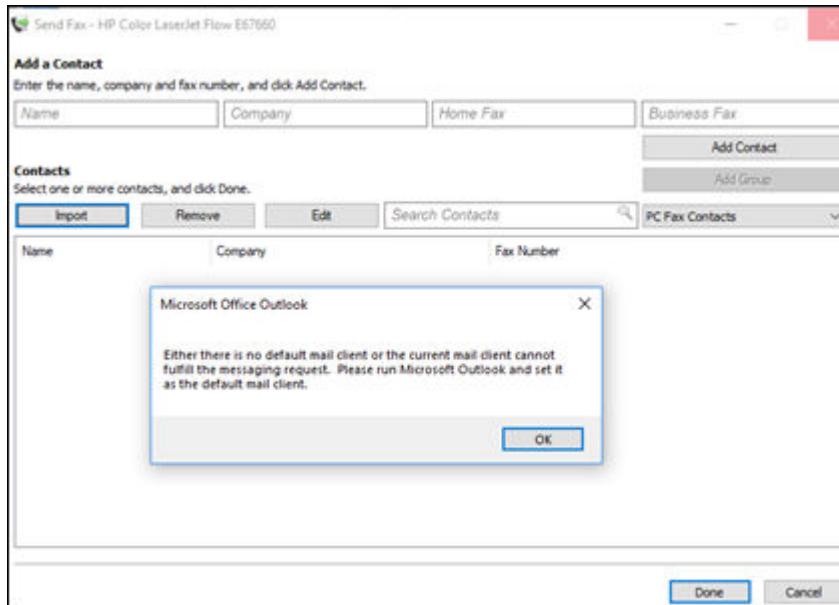 Send Fax - HP Color LaserJet Flow E67660
Add a Contact
Enter the name, company and fax number, and click Add Contact.
Name Company Home Fax Business Fax
Add Contact
Contacts
Add Group
Select one or more contacts, and click Done.
Import Remove Edit Search Contacts PC Fax Contacts
Name Company Fax Number
Microsoft Office Outlook
Either there is no default mail client or the current mail client cannot
fulfill the messaging request. Please run Microsoft Outlook and set it
as the default mail client.
OK
Done Cancel